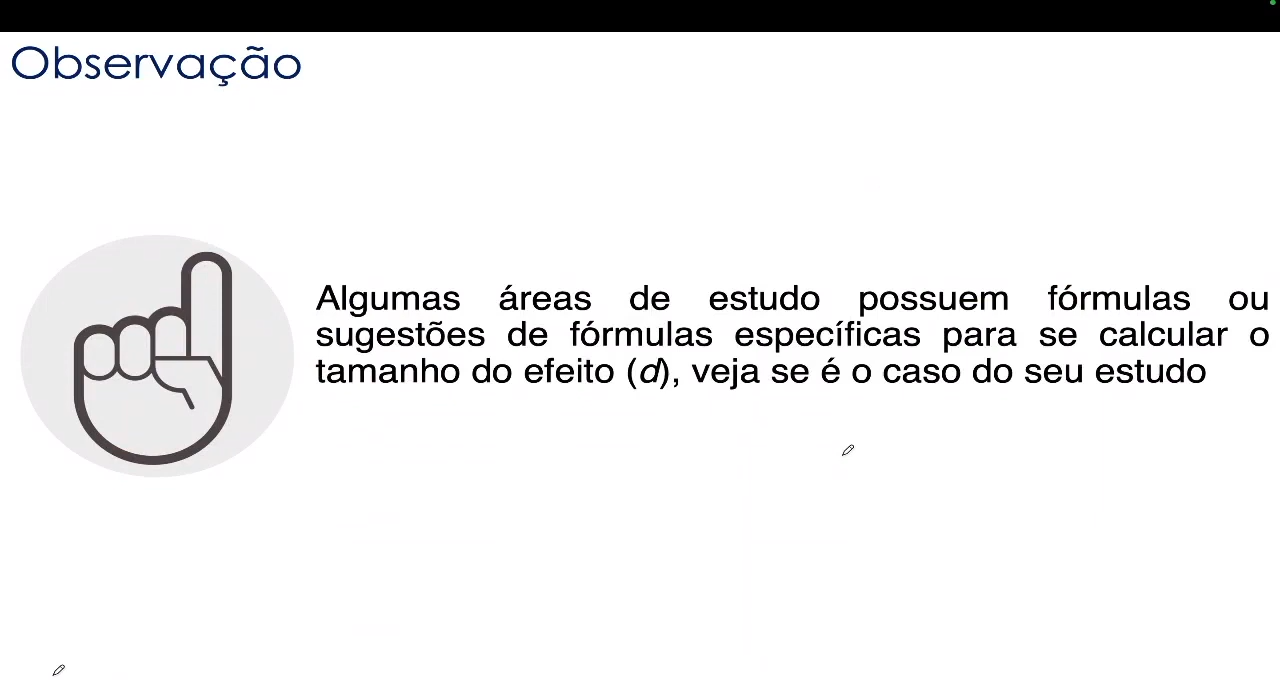 Observação
Algumas áreas de estudo possuem fórmulas ou
sugestões de fórmulas específicas para se calcular o
tamanho do efeito (d), veja se é o caso do seu estudo